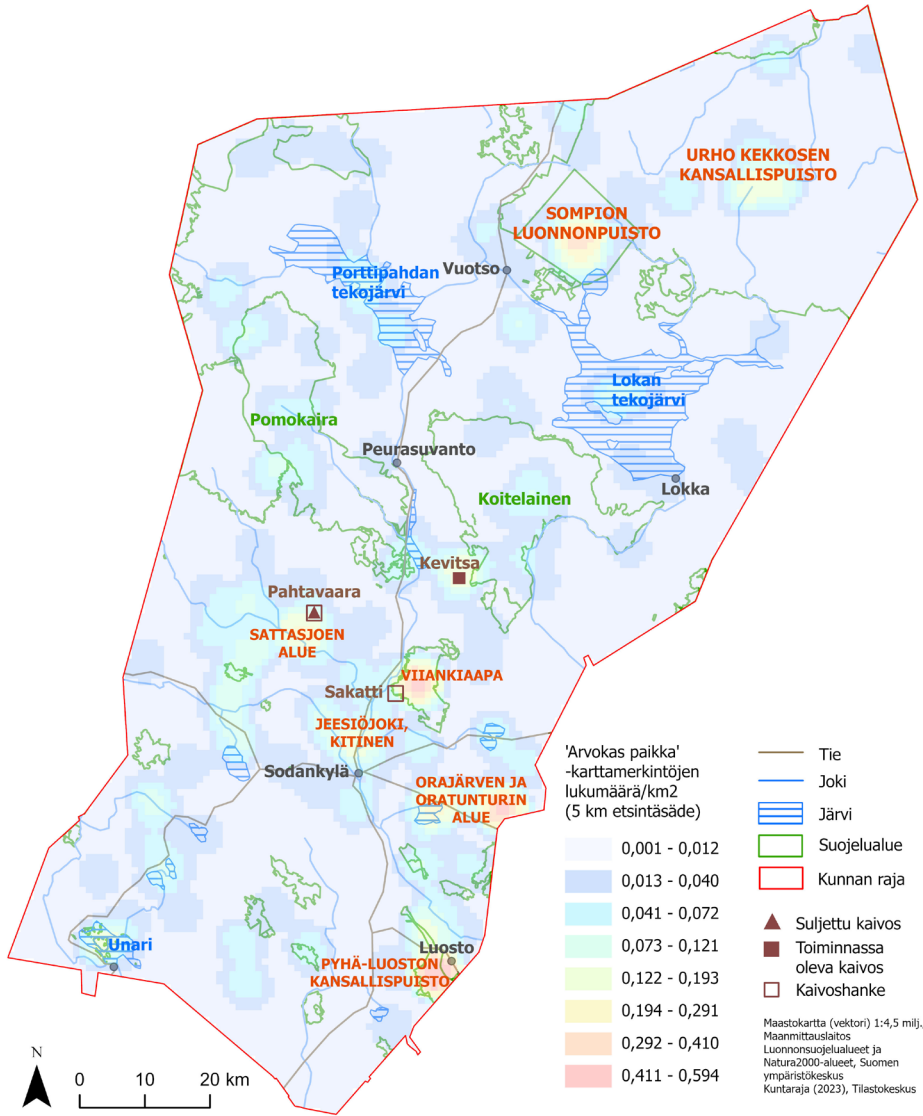 URHO KEKKOSEN
KANSALLISPUISTO
SOMPION
LUONNONPUISTO
Vuotso
Porttipahdan
tekojärvi
Lokan
tekojärvi
Pomokaira
Peurasuvanto
Koitelainen
Lokka
Kevitsa
Pahtavaara
SATTASJOEN
ALUE
VIIANKIAAPA
Sakatti
JEESIÖJOKI,
KITINEN
Sodankylä
ORAJÄRVEN JA
ORATUNTURIN
ALUE
Unari
Luosto
PYHÄ-LUOSTON
KANSALLISPUISTO
N
0 10 20 km
'Arvokas paikka'
-karttamerkintöjen
lukumäärä/km2
(5 km etsintäsäde)
0,001 - 0,012
0,013 - 0,040
0,041 - 0,072
0,073 - 0,121
0,122 - 0,193
0,194 - 0,291
0,292 - 0,410
0,411 - 0,594
Tie
Joki
Järvi
Suojelualue
Kunnan raja
Suljettu kaivos
Toiminnassa
oleva kaivos
Kaivoshanke
Maastokartta (vektori) 1:4,5 milj.,
Maanmittauslaitos
Luonnonsuojelualueet ja
Natura2000-alueet, Suomen
ympäristökeskus
Kuntaraja (2023), Tilastokeskus